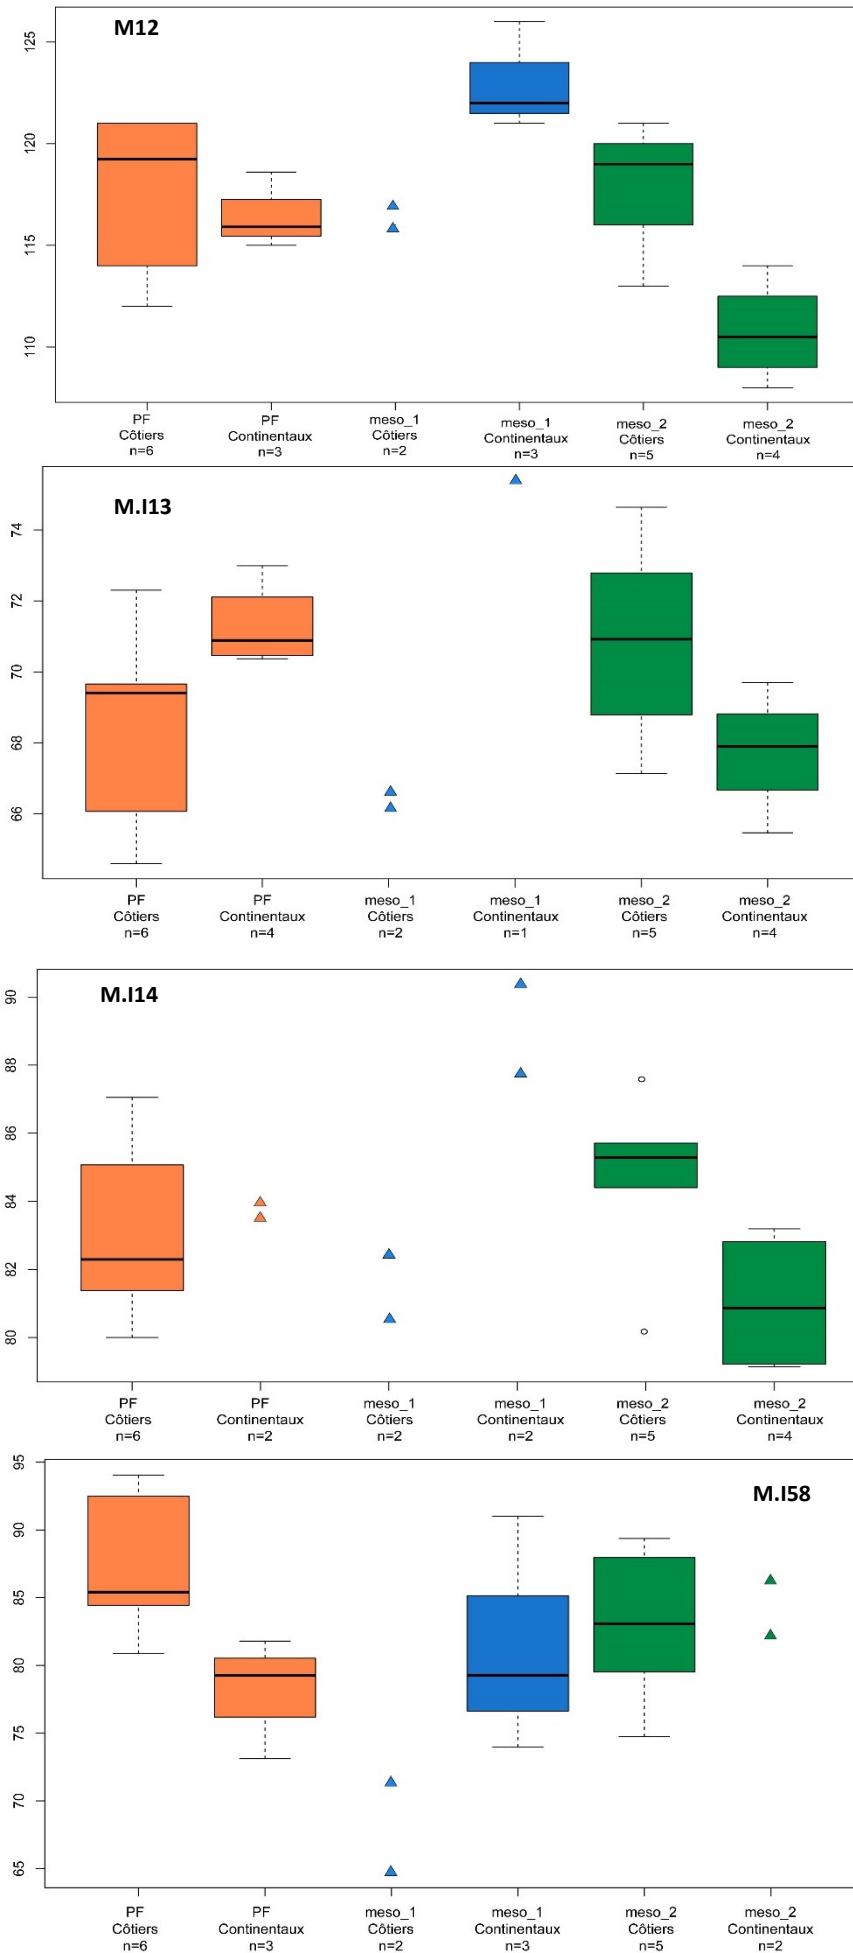 M12
125
120
115
110
PF
Côtiers
n=6
PF
Continentaux
n=3
meso_1
Côtiers
n=2
meso_1
Continentaux
n=3
meso_2
Côtiers
n=5
meso_2
Continentaux
n=4
M.I13
74
72
70
68
66
PF
Côtiers
n=6
PF
Continentaux
n=4
meso_1
Côtiers
n=2
meso_1
Continentaux
n=1
meso_2
Côtiers
n=5
meso_2
Continentaux
n=4
M.I14
90
88
86
84
82
80
PF
Côtiers
n=6
PF
Continentaux
n=2
meso_1
Côtiers
n=2
meso_1
Continentaux
n=2
meso_2
Côtiers
n=5
meso_2
Continentaux
n=4
M.I58
95
90
85
80
75
70
65
PF
Côtiers
n=6
PF
Continentaux
n=3
meso_1
Côtiers
n=2
meso_1
Continentaux
n=3
meso_2
Côtiers
n=5
meso_2
Continentaux
n=2